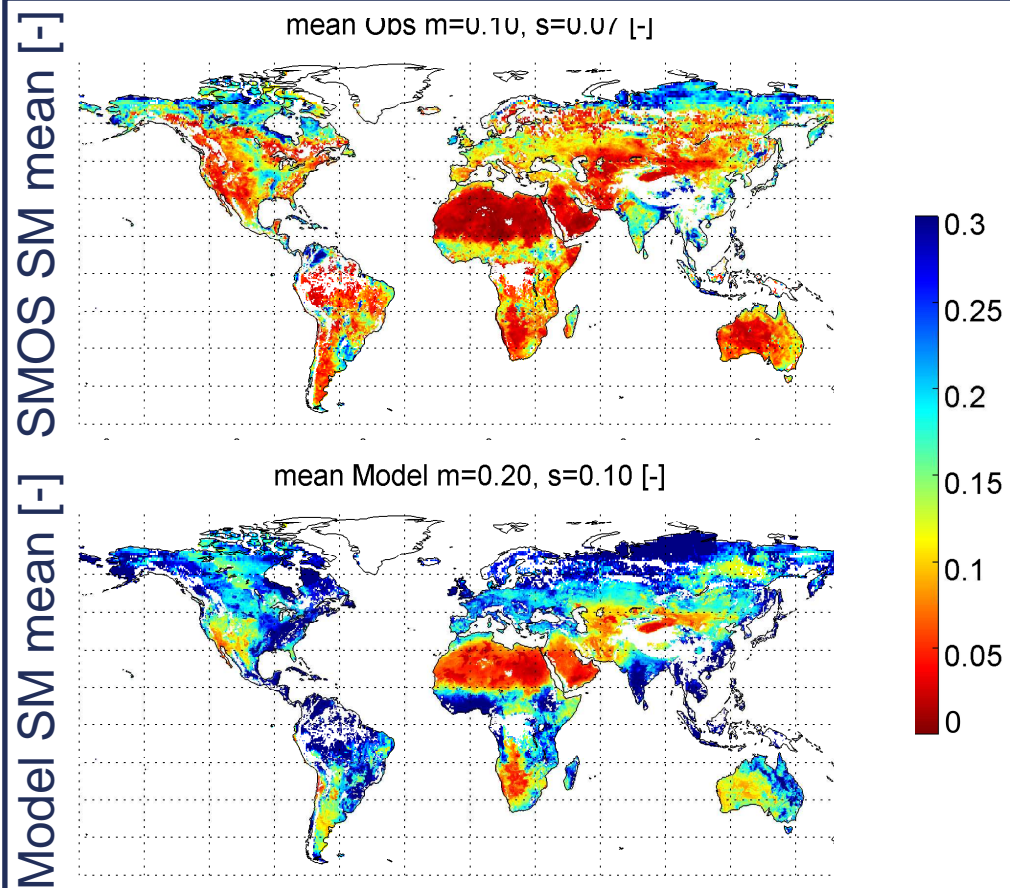 SMOS SM mean [-]
mean Obs m=0.10, s=0.07 [-]
Model SM mean [-]
mean Model m=0.20, s=0.10 [-]
0.3
0.25
0.2
0.15
0.1
0.05
0